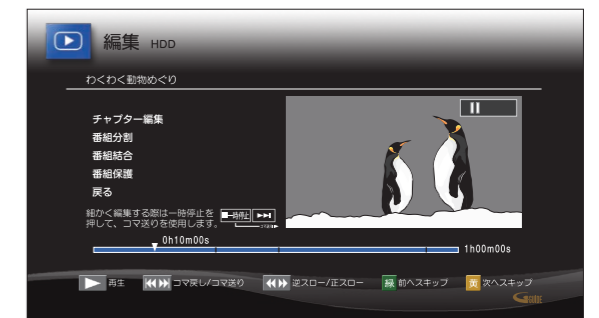 編集 HDD
わくわく動物めぐり
チャプター編集
番組分割
番組結合
番組保護
戻る
細かく編集する際は一時停止を
押して、コマ送りを使用します。
一時停止
0h10m00s
1h00m00s
再生 コマ戻し/コマ送り 逆スロー/正スロー 緑 前へスキップ 黄 次へスキップ
GUIDE